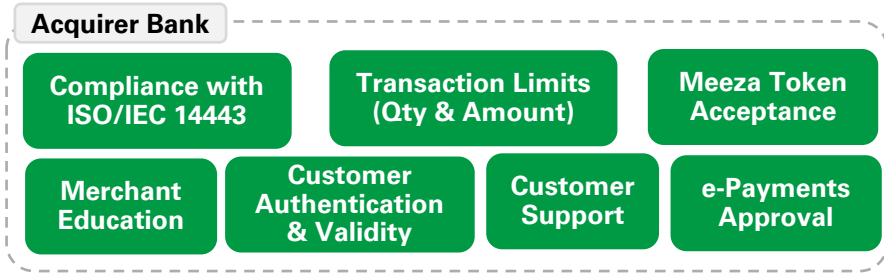 Acquirer Bank
Compliance with
ISO/IEC 14443
Transaction Limits
(Qty & Amount)
Meeza Token
Acceptance
Merchant
Education
Customer
Authentication
& Validity
Customer
Support
e-Payments
Approval